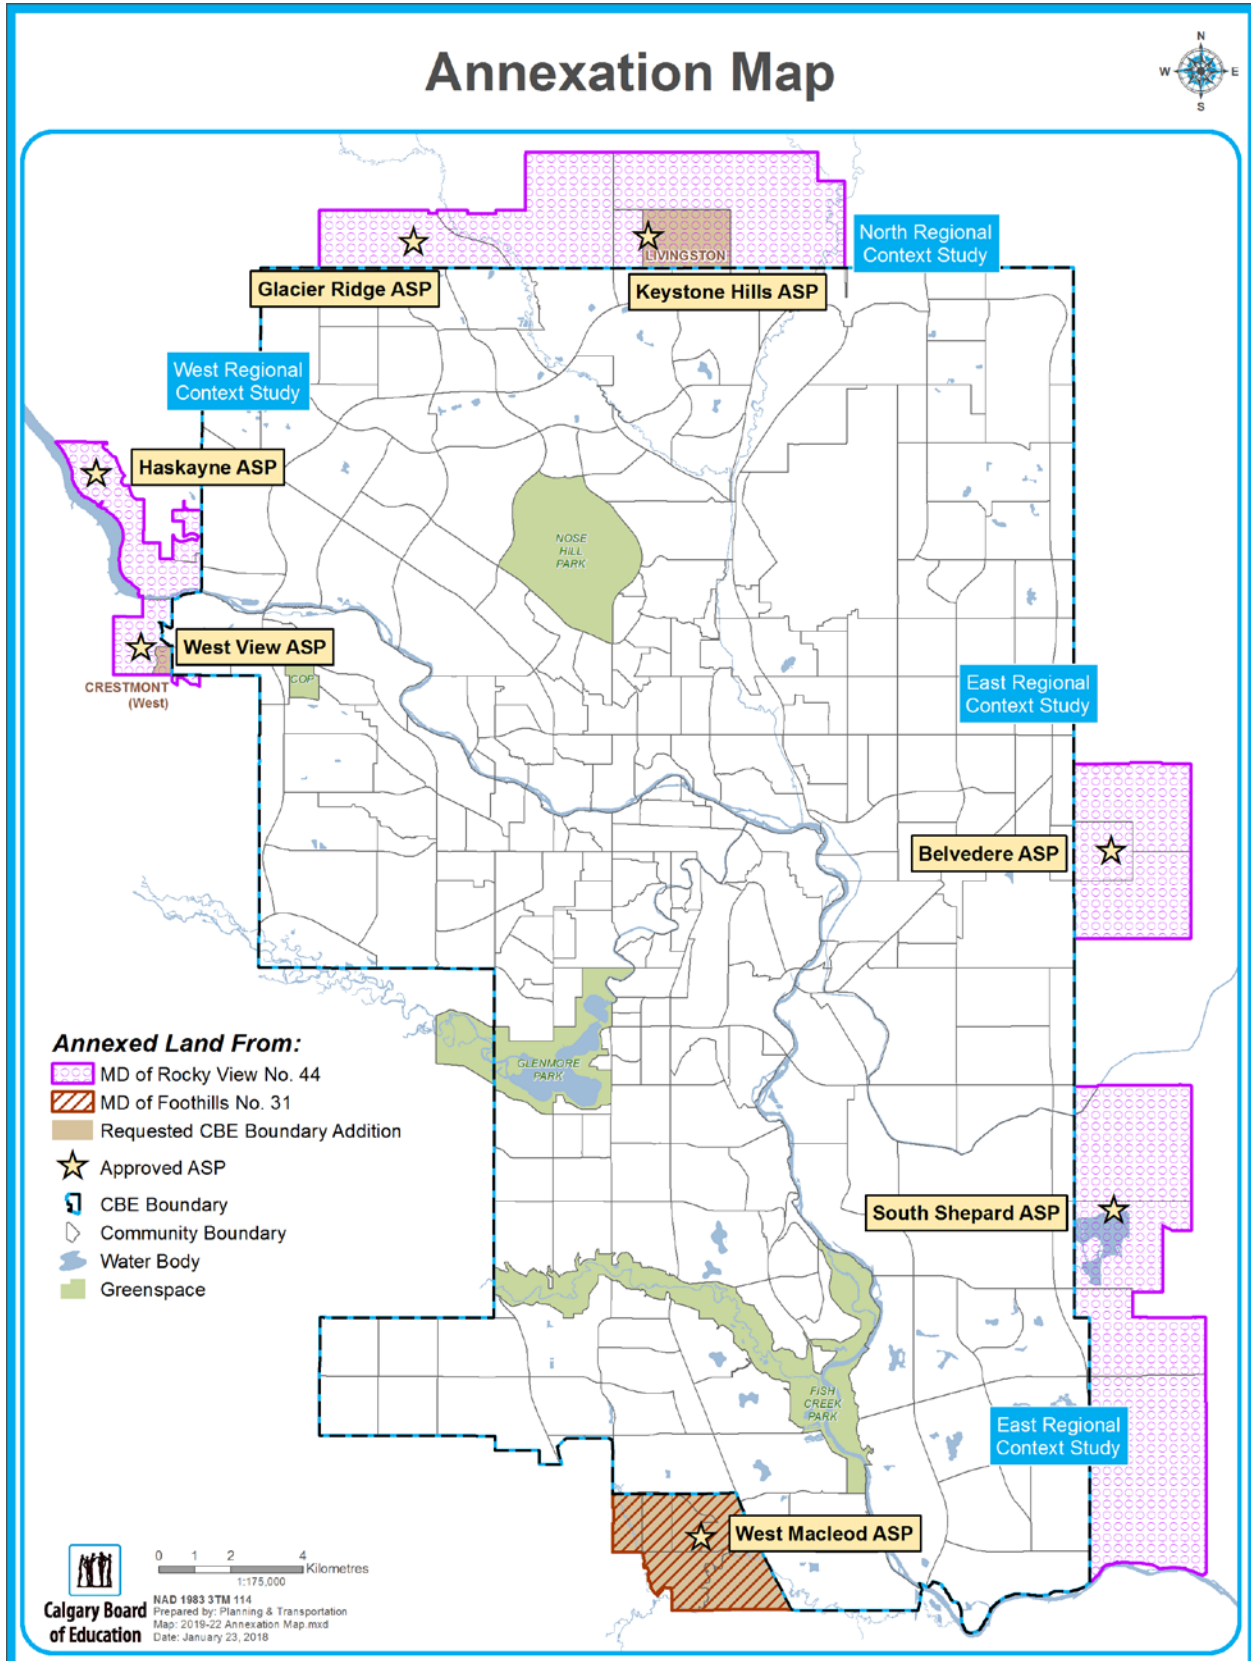 Annexation Map
N
W E
S
North Regional
Context Study
LIVINGSTON
Glacier Ridge ASP
Keystone Hills ASP
West Regional
Context Study
Haskayne ASP
NOSE
HILL
PARK
West View ASP
COP
CRESTMONT
(West)
East Regional
Context Study
Belvedere ASP
Annexed Land From:
MD of Rocky View No. 44
MD of Foothills No. 31
Requested CBE Boundary Addition
Approved ASP
CBE Boundary
Community Boundary
Water Body
Greenspace
GLENMORE
PARK
South Shepard ASP
FISH
CREEK
PARK
East Regional
Context Study
West Macleod ASP
Calgary Board
of Education
0 1 2 4
Kilometres
1:175,000
NAD 1983 3TM 114
Prepared by: Planning & Transportation
Map: 2019-22 Annexation Map.mxd
Date: January 23, 2018